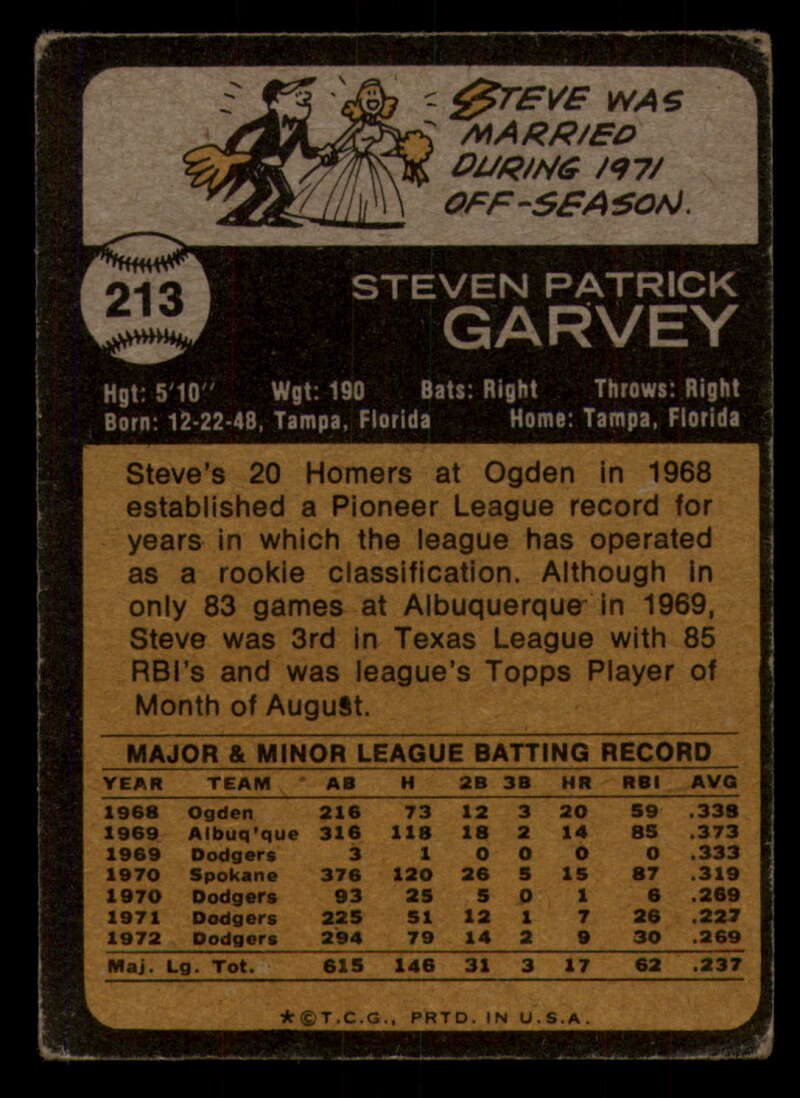 STEVE WAS
MARRIED
DURING 1971
OFF-SEASON.
213
STEVEN PATRICK
GARVEY
Hgt: 5'10" Wgt: 190 Bats: Right Throws: Right
Born: 12-22-48, Tampa, Florida Home: Tampa, Florida
Steve's 20 Homers at Ogden in 1968
established a Pioneer League record for
years in which the league has operated
as a rookie classification. Although in
only 83 games at Albuquerque in 1969,
Steve was 3rd in Texas League with 85
RBI's and was league's Topps Player of
Month of August.
MAJOR & MINOR LEAGUE BATTING RECORD
YEAR TEAM AB H 2B 3B HR RBI AVG
1968 Ogden 216 73 12 3 20 59 .338
1969 Albuq'que 316 118 18 2 14 85 .373
1969 Dodgers 3 1 0 0 0 0 .333
1970 Spokane 376 120 26 5 15 87 .319
1970 Dodgers 93 25 5 0 1 6 .269
1971 Dodgers 225 51 12 1 7 26 .227
1972 Dodgers 294 79 14 2 9 30 .269
Maj. Lg. Tot. 615 146 31 3 17 62 .237
*©T.C.G., PRTD. IN U.S.A.